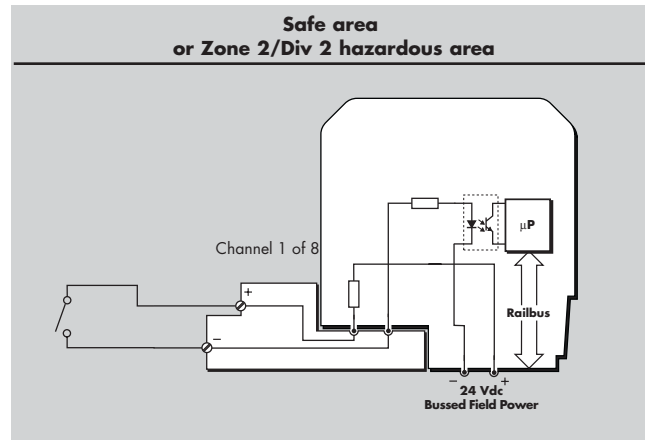 Safe area
or Zone 2/Div 2 hazardous area
µP
Channel 1 of 8
+
Railbus
–
– +
24 Vdc
Bussed Field Power